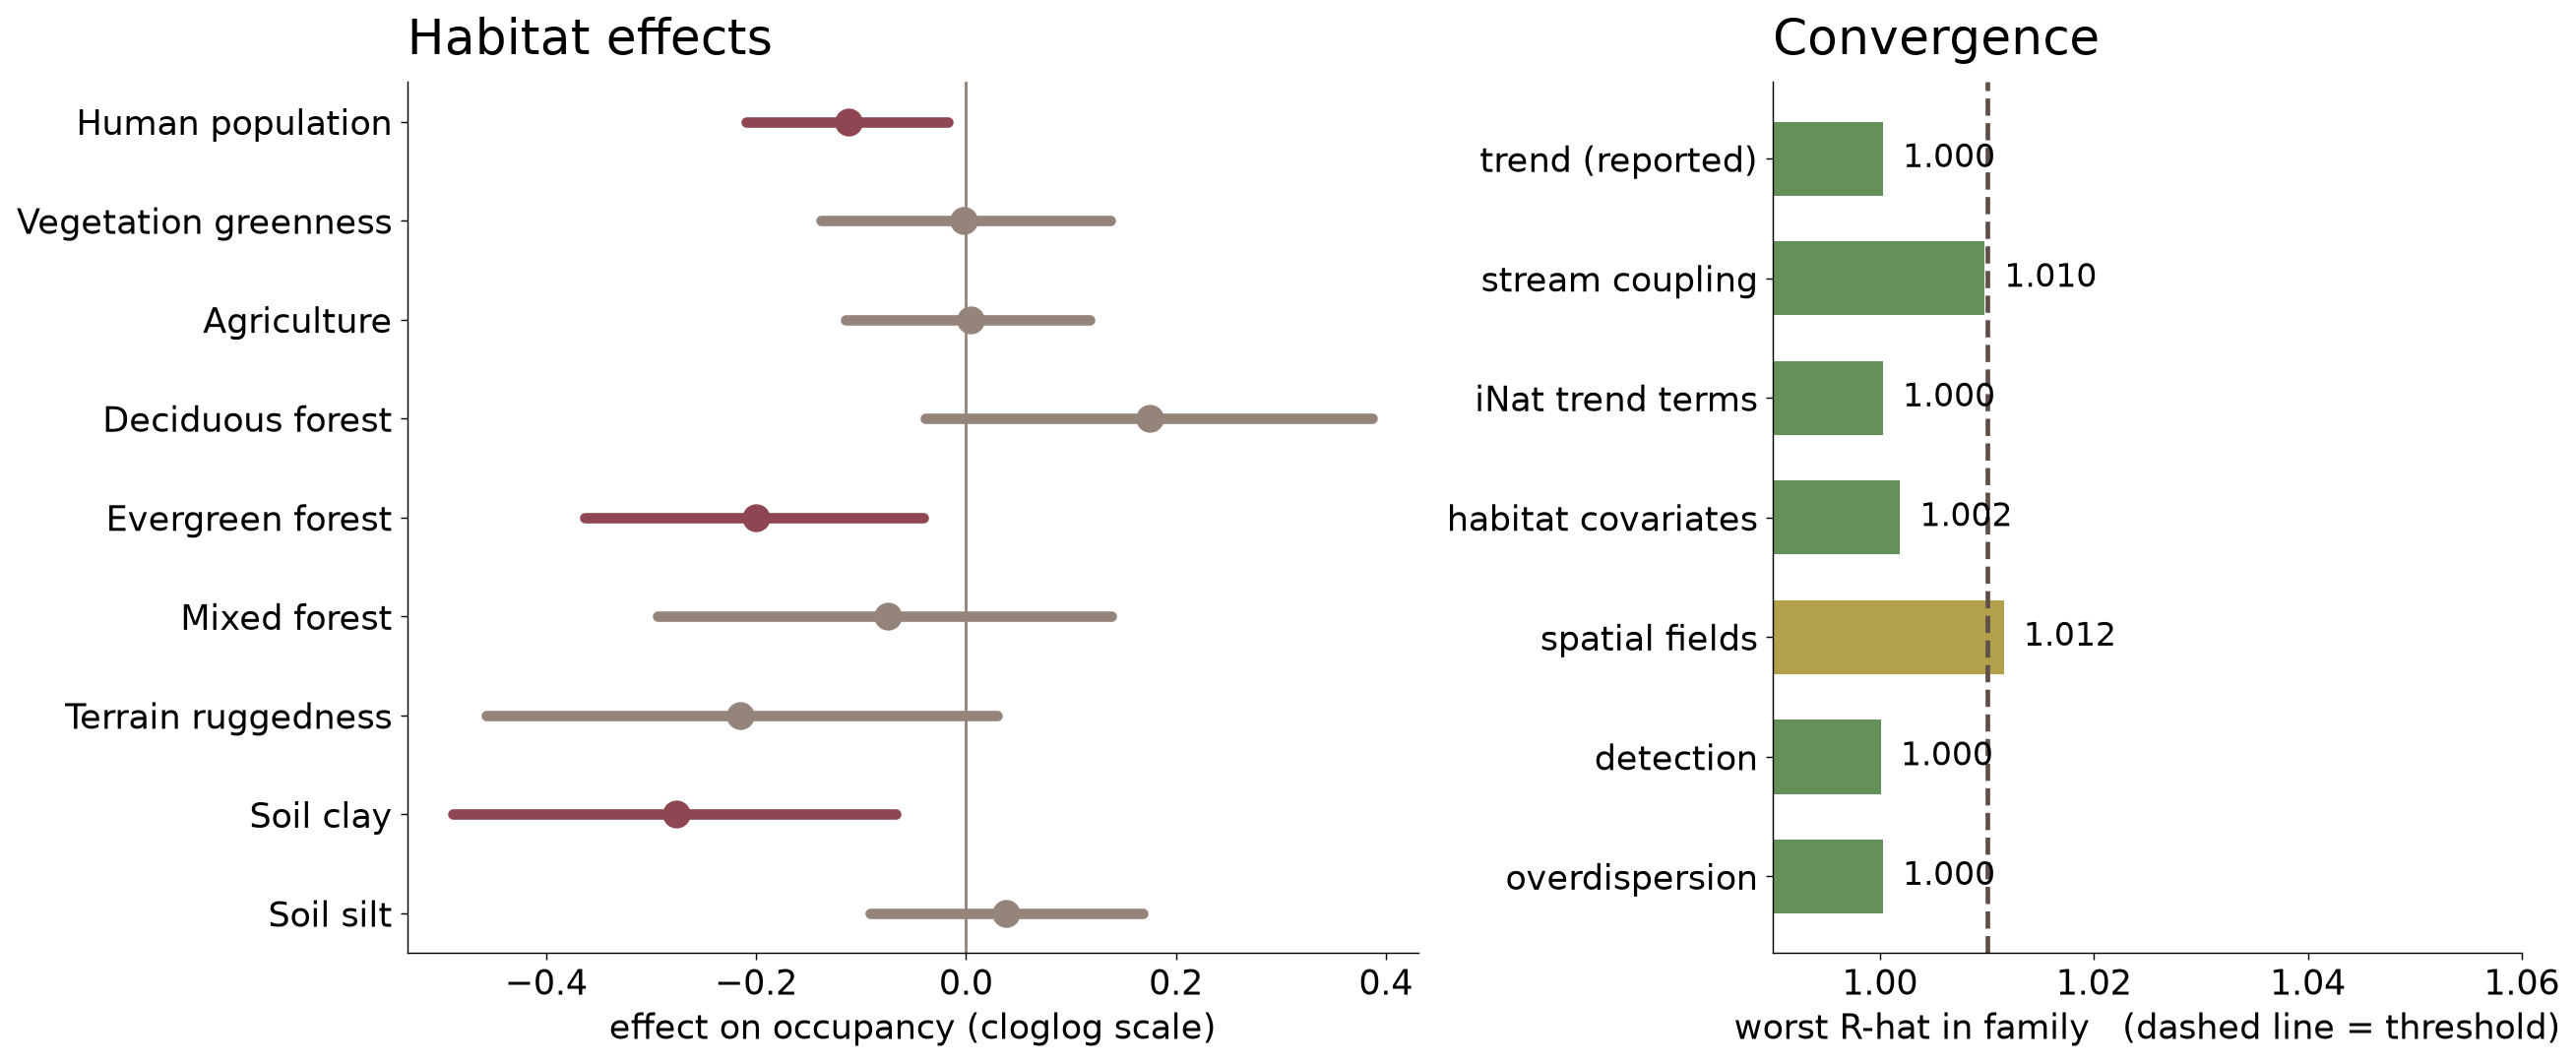 Habitat effects
Human population
Vegetation greenness
Agriculture
Deciduous forest
Evergreen forest
Mixed forest
Terrain ruggedness
Soil clay
Soil silt
−0.4 −0.2 0.0 0.2 0.4
effect on occupancy (cloglog scale)
Convergence
trend (reported) 1.000
stream coupling 1.010
iNat trend terms 1.000
habitat covariates 1.002
spatial fields 1.012
detection 1.000
overdispersion 1.000
1.00 1.02 1.04 1.06
worst R-hat in family (dashed line = threshold)